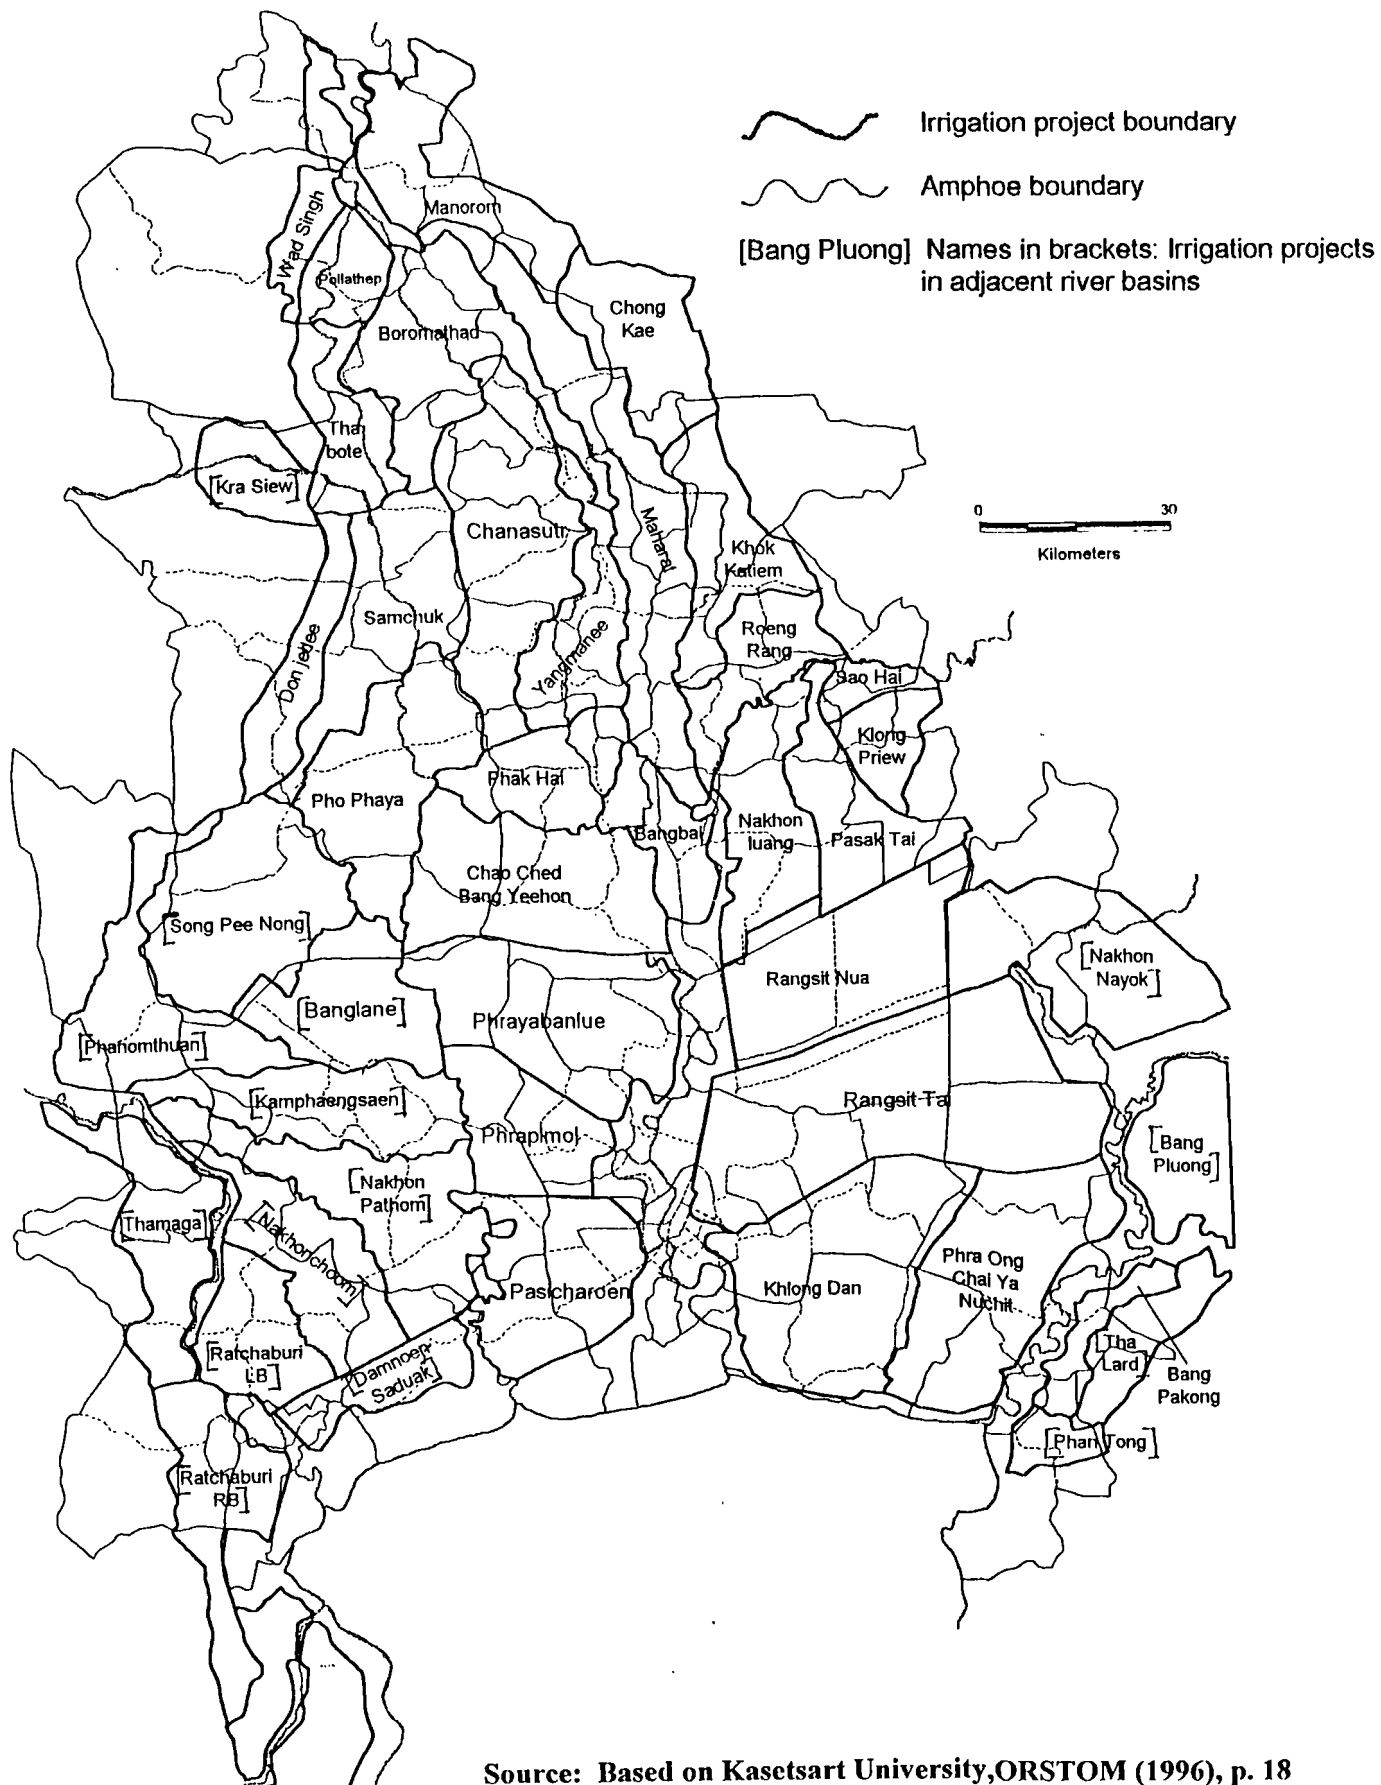 Irrigation project boundary
Amphoe boundary
[Bang Pluong] Names in brackets: Irrigation projects
in adjacent river basins
Manorom
Wad Singh
Pollathep
Chong
Kae
Boromathad
Tha
bote
[Kra Siew]
0 30
Kilometers
Chanasutr
Maharat
Khok
Katiem
Samchuk
Roeng
Rang
Don jedee
Yangmanee
Sao Hai
Klong
Priew
Phak Hai
Pho Phaya
Bangbal
Nakhon
luang
Pasak Tai
Chao Ched
Bang Yeehon
[Song Pee Nong]
[Nakhon
Nayok]
Rangsit Nua
[Banglane]
Phrayabanlue
[Phanomthuan]
[Kamphaengsaen]
Rangsit Tai
Phrapimol
[Bang
Pluong]
[Nakhon
Pathom]
[Thamaga]
[Nakhonchoom]
Phra Ong
Chai Ya
Nuchit
Pasicharoen
Khlong Dan
[Ratchaburi
LB]
[Damnoen
Saduak]
Tha
Lard
Bang
Pakong
[Phan Tong]
[Ratchaburi
RB]
Source: Based on Kasetsart University,ORSTOM (1996), p. 18